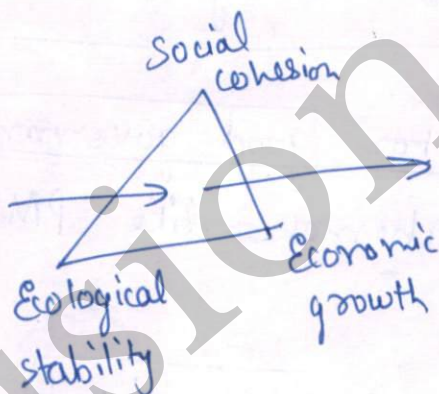 Social
cohesion
Ecological
stability
Economic
growth